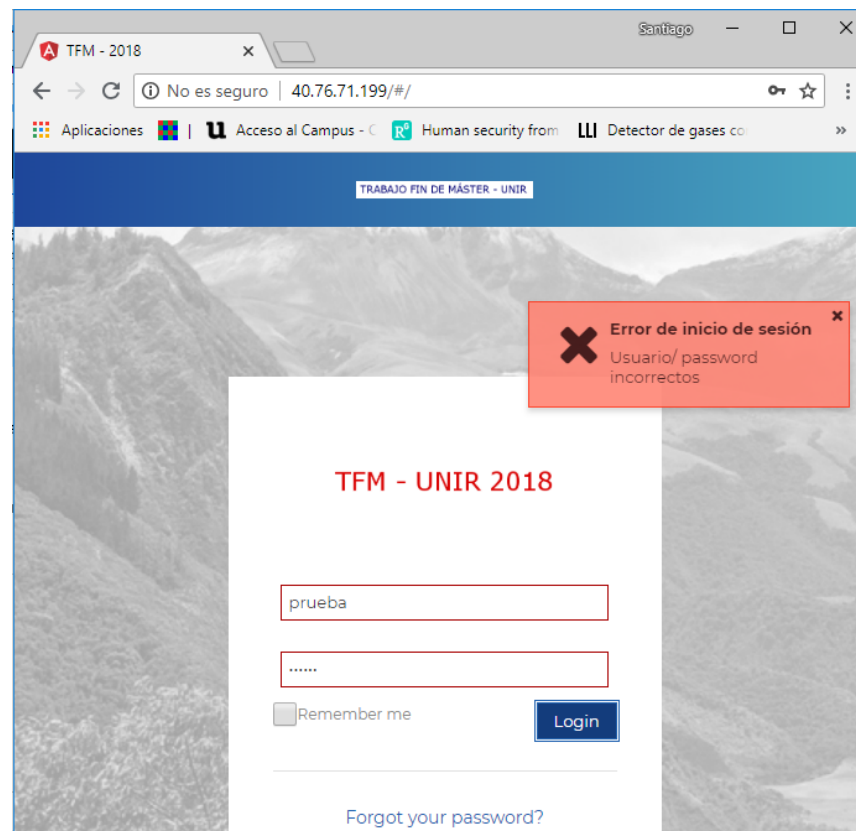 Santiago
TFM - 2018
No es seguro | 40.76.71.199/#/
Aplicaciones | Acceso al Campus - C Human security from Detector de gases co »
TRABAJO FIN DE MÁSTER - UNIR
Error de inicio de sesión
Usuario/ password
incorrectos
TFM - UNIR 2018
prueba
······
Remember me
Login
Forgot your password?